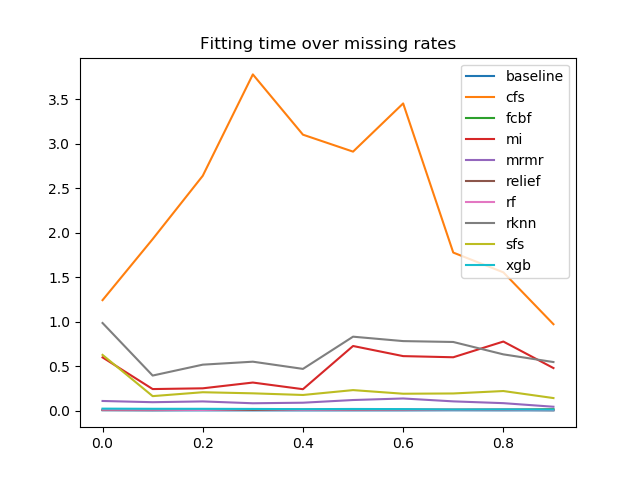 Fitting time over missing rates
baseline
cfs
fcbf
mi
mrmr
relief
rf
rknn
sfs
xgb
3.5
3.0
2.5
2.0
1.5
1.0
0.5
0.0
0.0 0.2 0.4 0.6 0.8